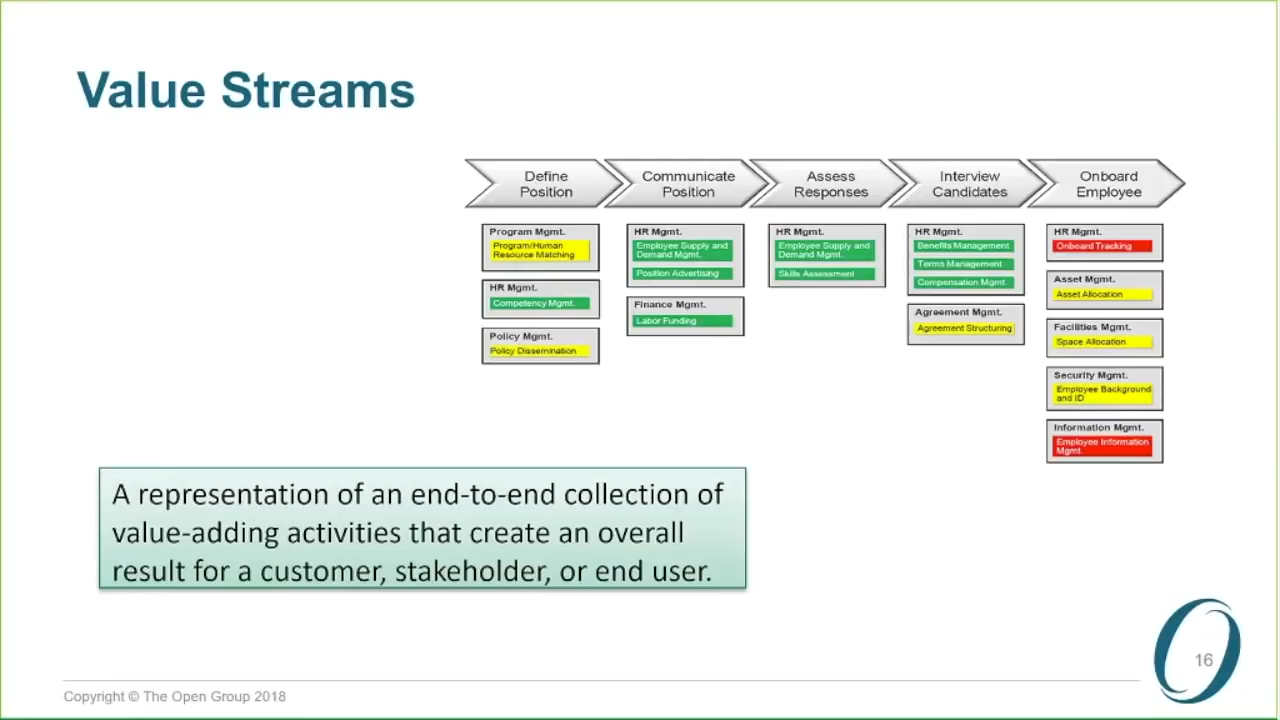 Value Streams
Define
Position
Communicate
Position
Assess
Responses
Interview
Candidates
Onboard
Employee
Program Mgmt.
Program/Human
Resource Matching
HR Mgmt.
Competency Mgmt.
Policy Mgmt.
Policy Dissemination
HR Mgmt.
Employee Supply and
Demand Mgmt.
Position Advertising
Finance Mgmt.
Labor Funding
HR Mgmt.
Employee Supply and
Demand Mgmt.
Skills Assessment
HR Mgmt.
Benefits Management
Terms Management
Compensation Mgmt.
Agreement Mgmt.
Agreement Structuring
HR Mgmt.
Onboard Tracking
Asset Mgmt.
Asset Allocation
Facilities Mgmt.
Space Allocation
Security Mgmt.
Employee Background
and ID
Information Mgmt.
Employee Information
Mgmt.
A representation of an end-to-end collection of
value-adding activities that create an overall
result for a customer, stakeholder, or end user.
16
Copyright © The Open Group 2018